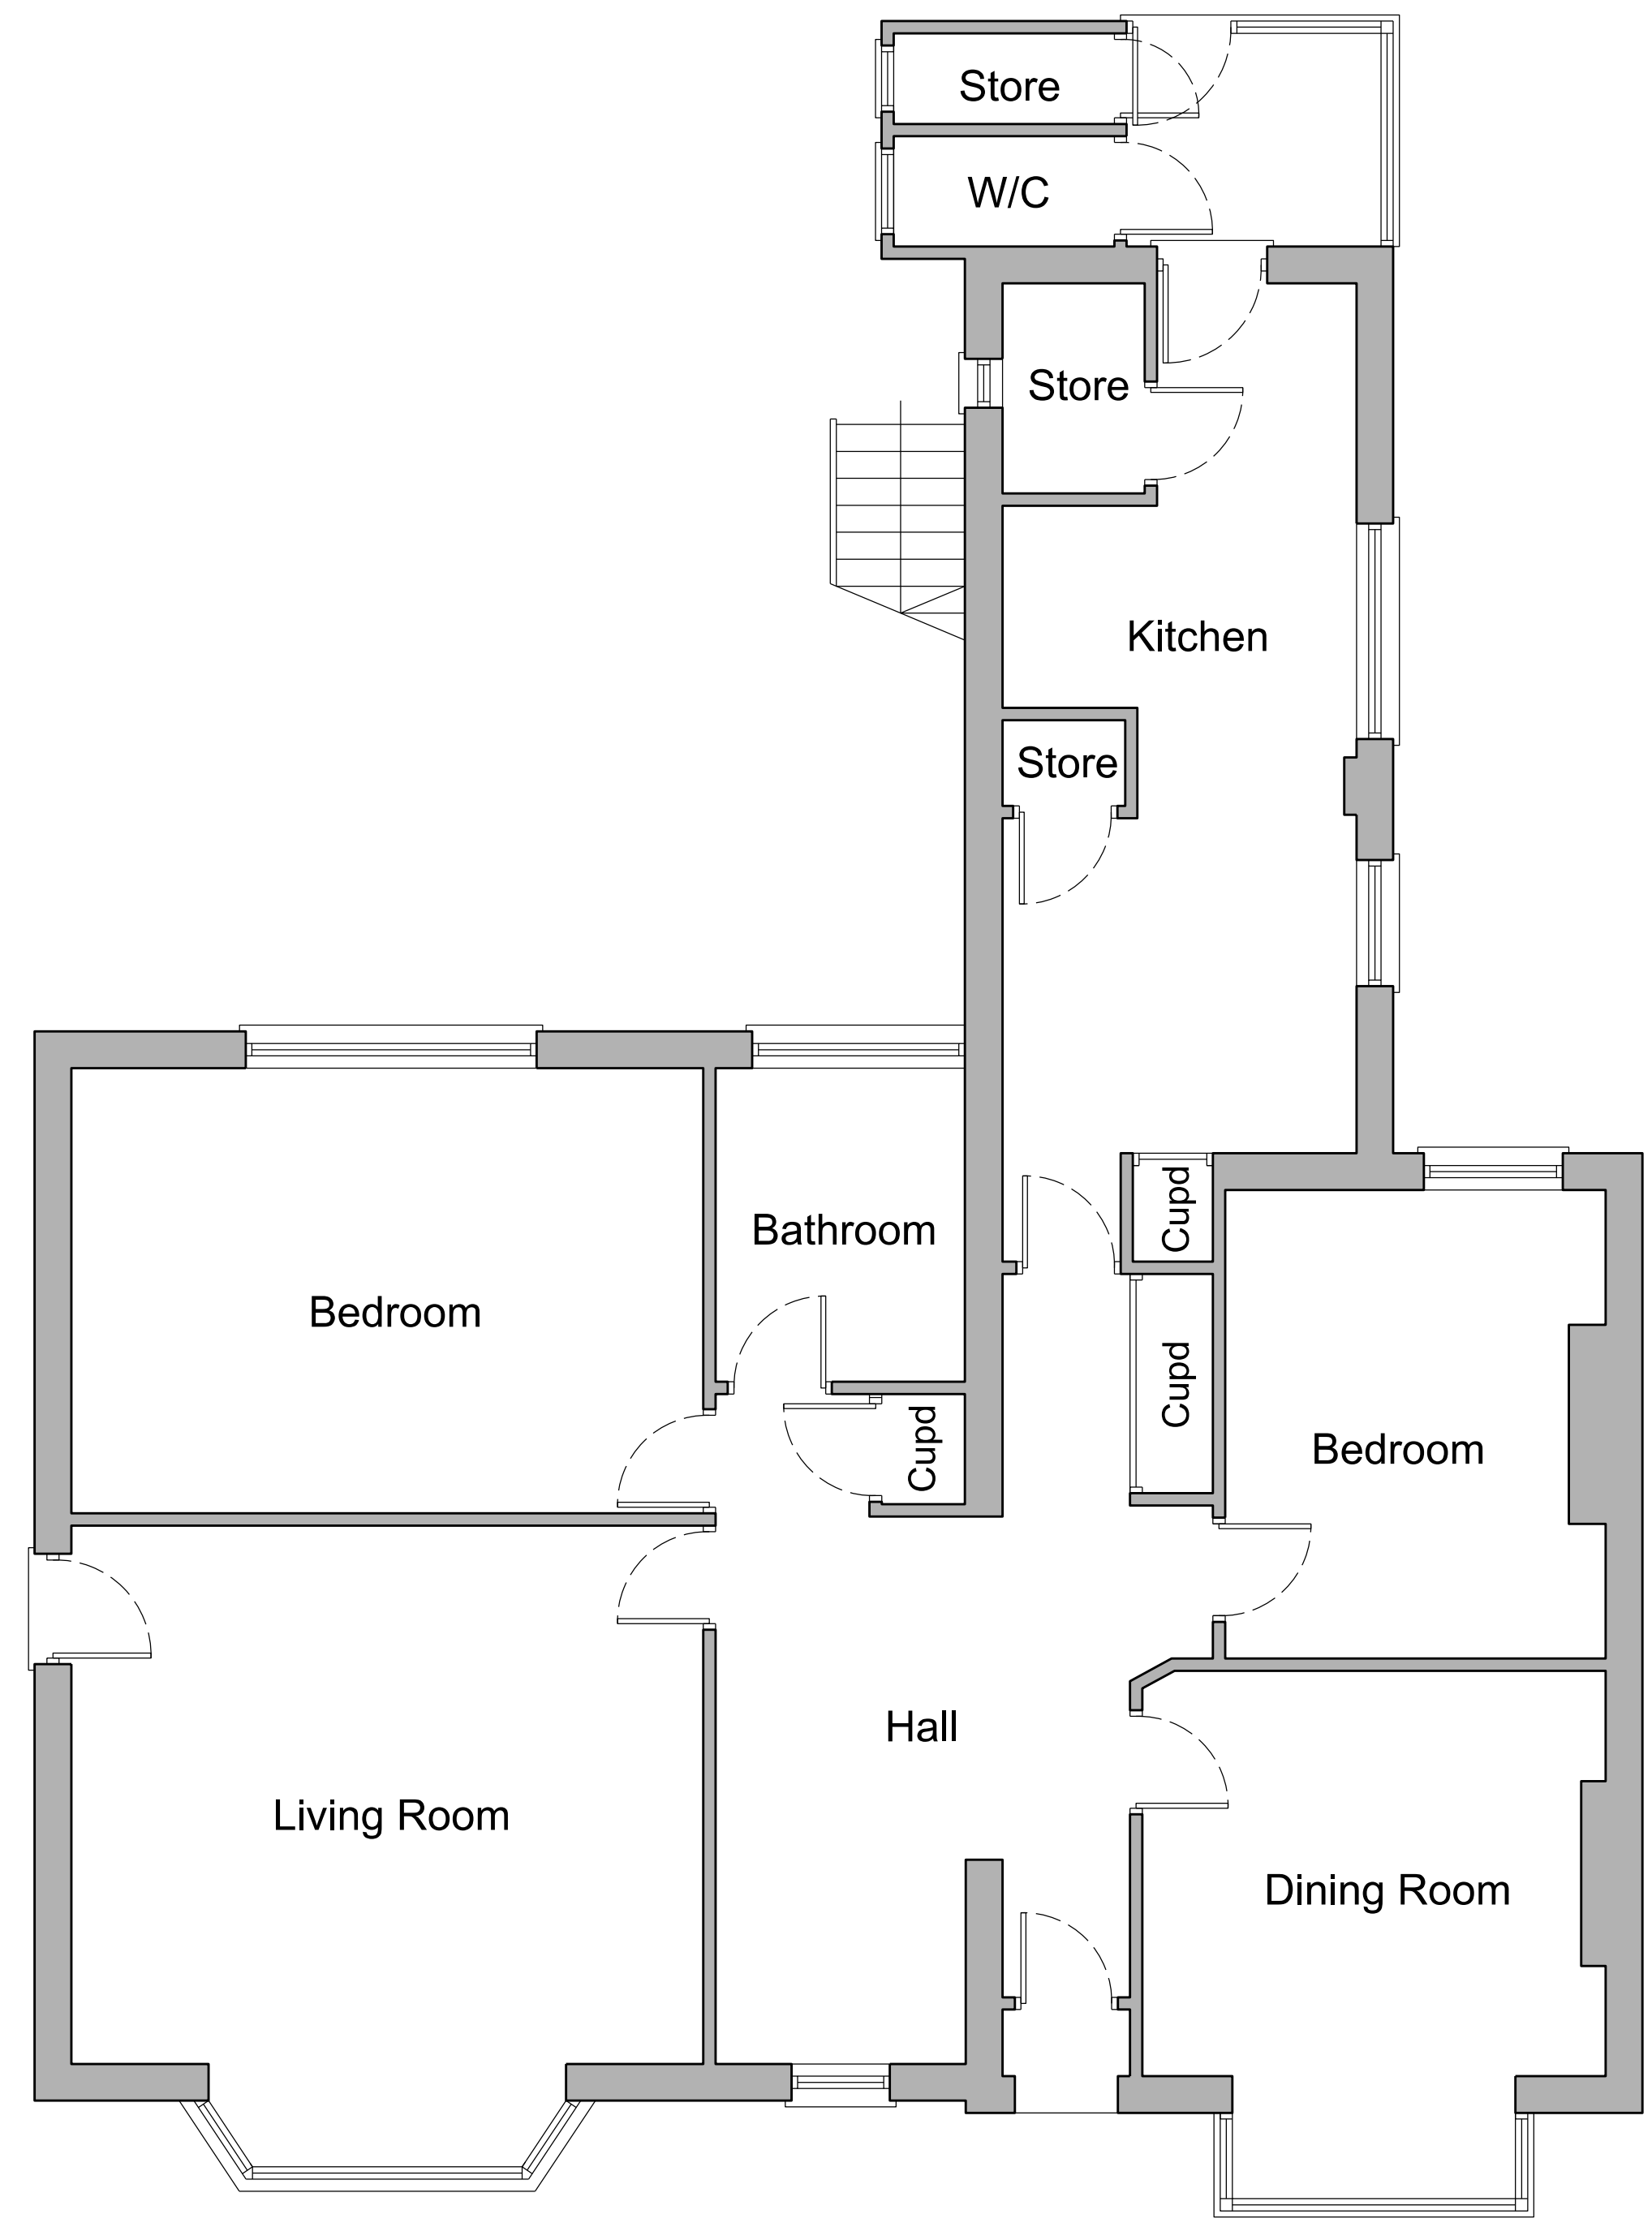 Store
W/C
Store
Kitchen
Store
Cupd
Bathroom
Bedroom
Cupd
Cupd
Bedroom
Hall
Living Room
Dining Room